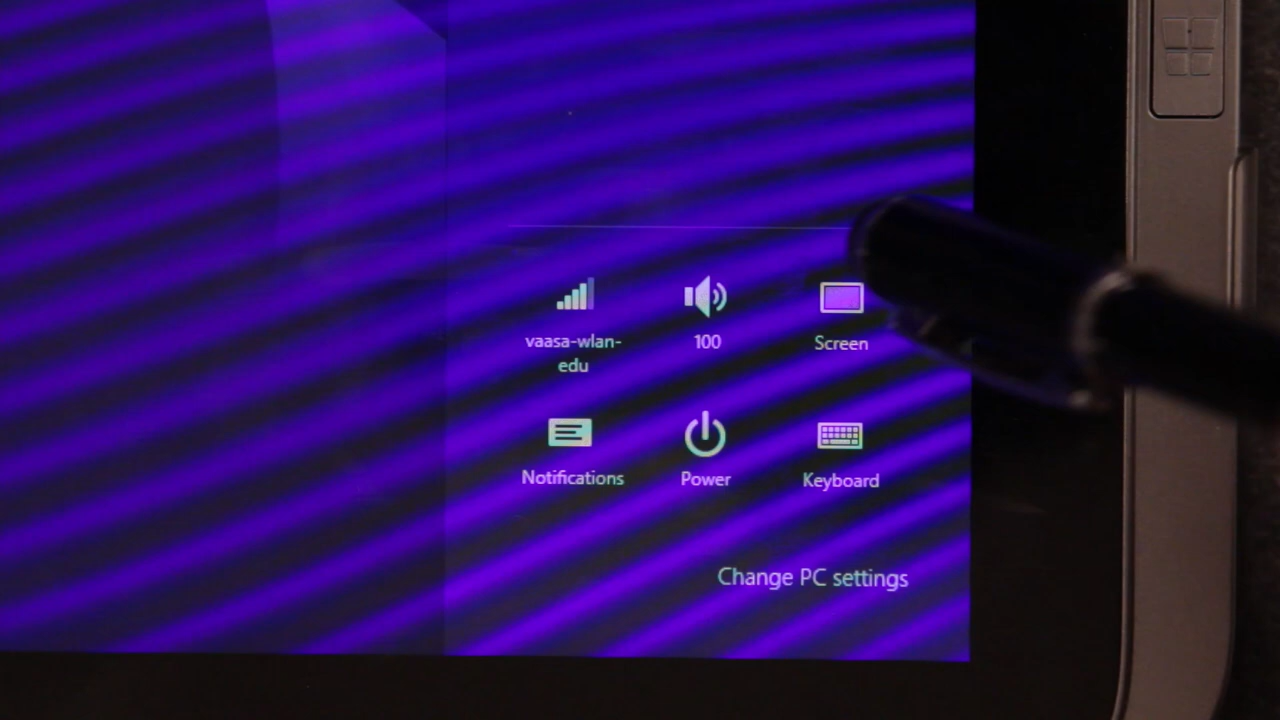 vaasa-wlan-
edu
100
Screen
Notifications
Power
Keyboard
Change PC settings